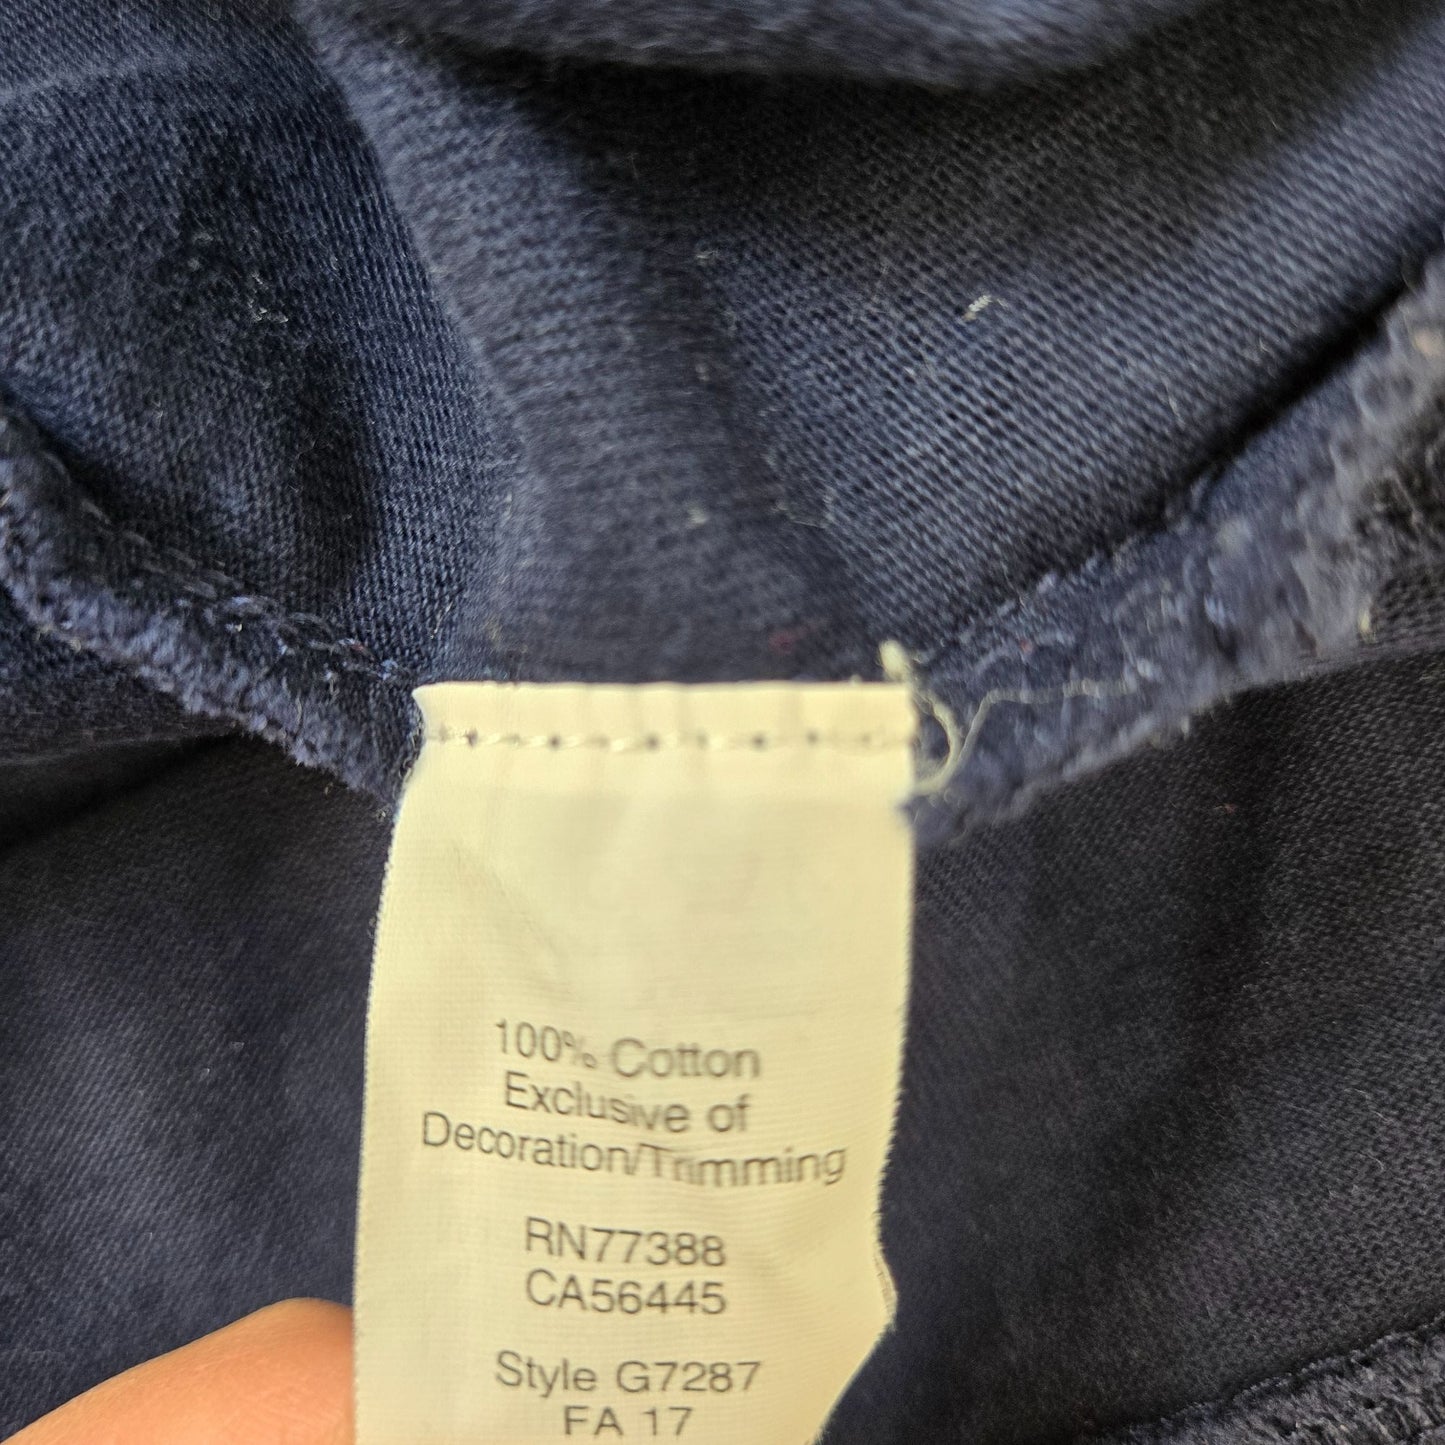 100% Cotton
Exclusive of
Decoration/Trimming
RN77388
CA56445
Style G7287
FA 17